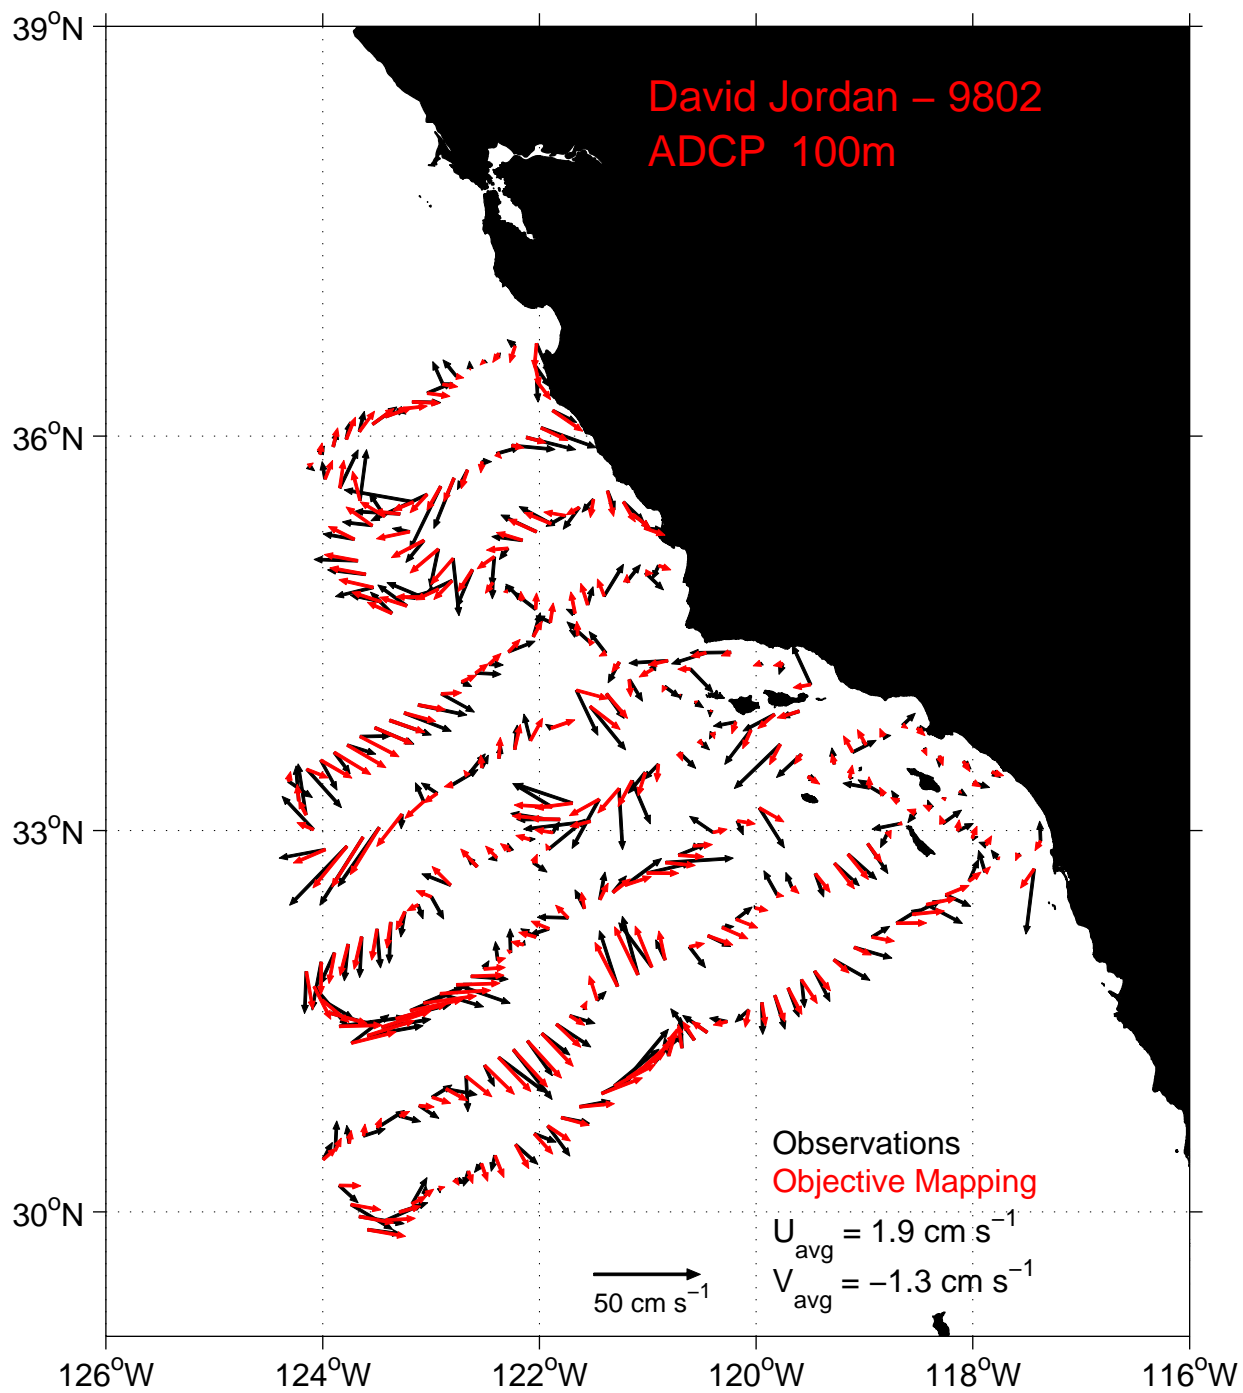 39°N
David Jordan – 9802
ADCP 100m
36°N
33°N
Observations
Objective Mapping
30°N
U_avg = 1.9 cm s⁻¹
V_avg = –1.3 cm s⁻¹
50 cm s⁻¹
126°W 124°W 122°W 120°W 118°W 116°W